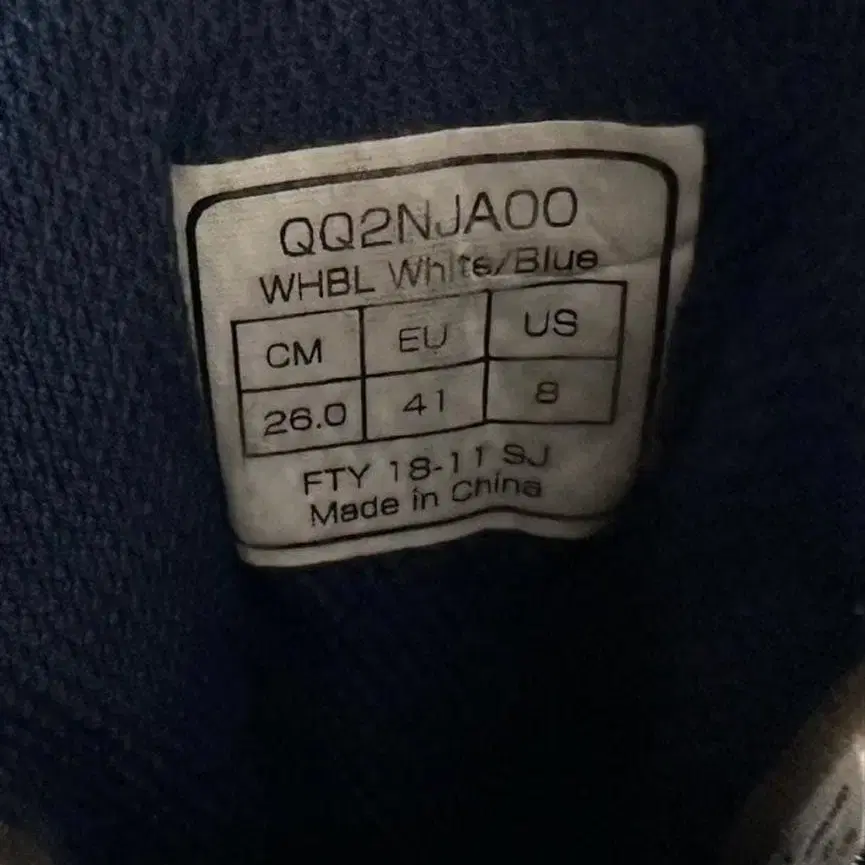 QQ2NJA00
WHBL White/Blue
CM EU US
26.0 41 8
FTY 18-11 SJ
Made in China